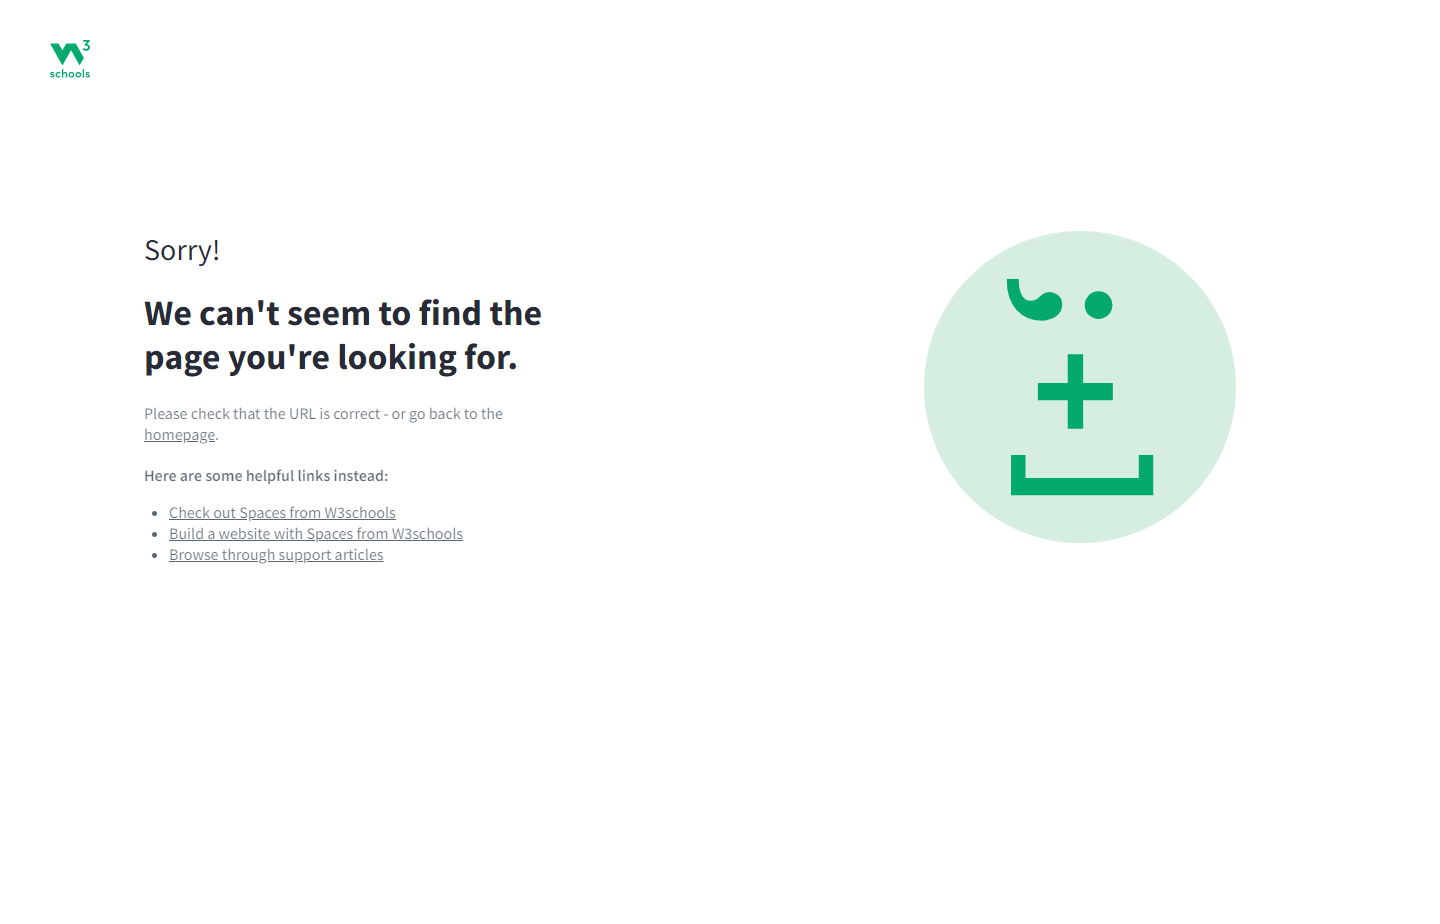 W3
schools
Sorry!
We can't seem to find the
page you're looking for.
Please check that the URL is correct - or go back to the
homepage.
Here are some helpful links instead:
Check out Spaces from W3schools
Build a website with Spaces from W3schools
Browse through support articles